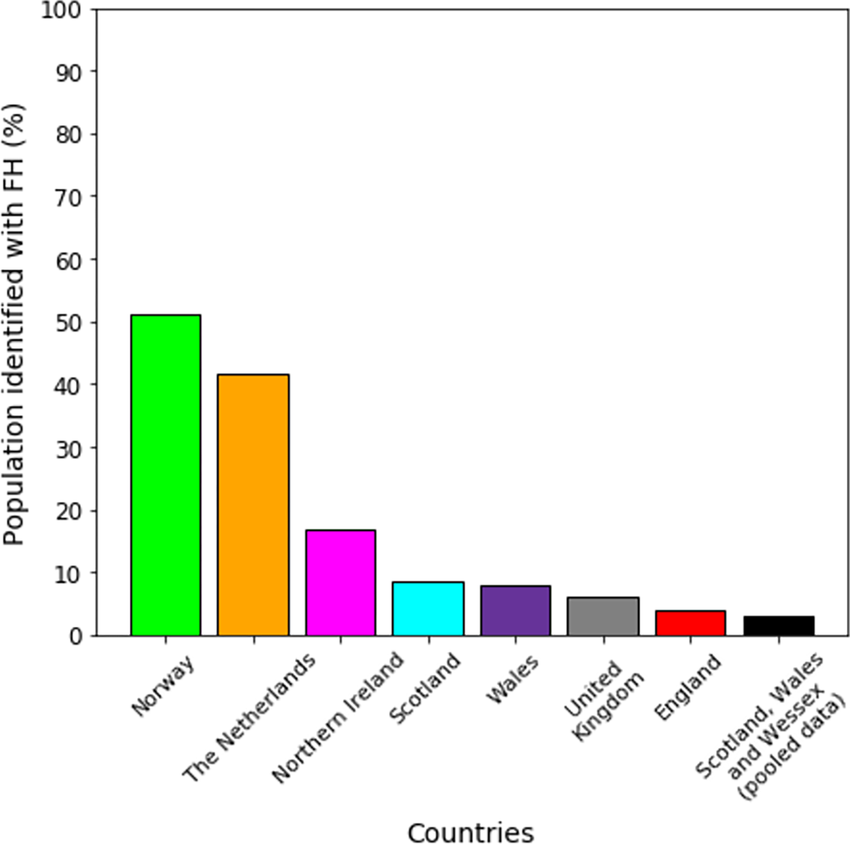 Population identified with FH (%)
100
90
80
70
60
50
40
30
20
10
0
Norway
The Netherlands
Northern Ireland
Scotland
Wales
United
Kingdom
England
Scotland, Wales
and Wessex
(pooled data)
Countries